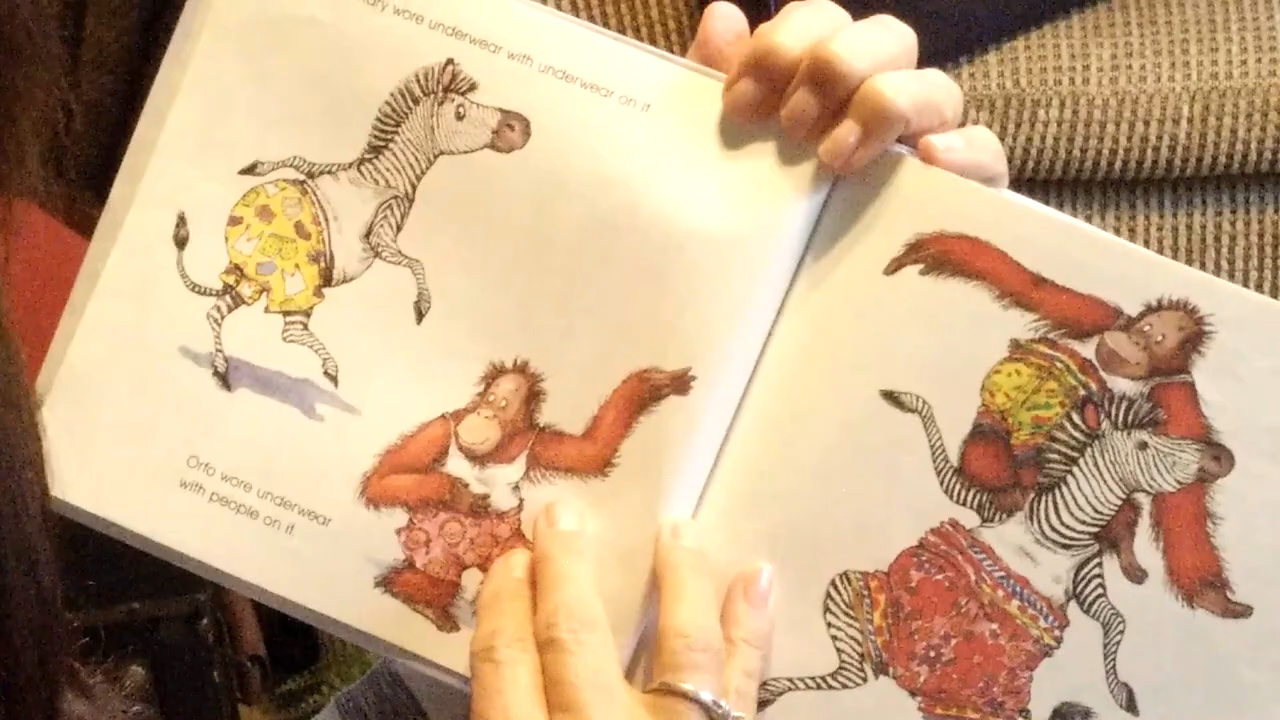 wore underwear with underwear on it
Orfo wore underwear
with people on it.